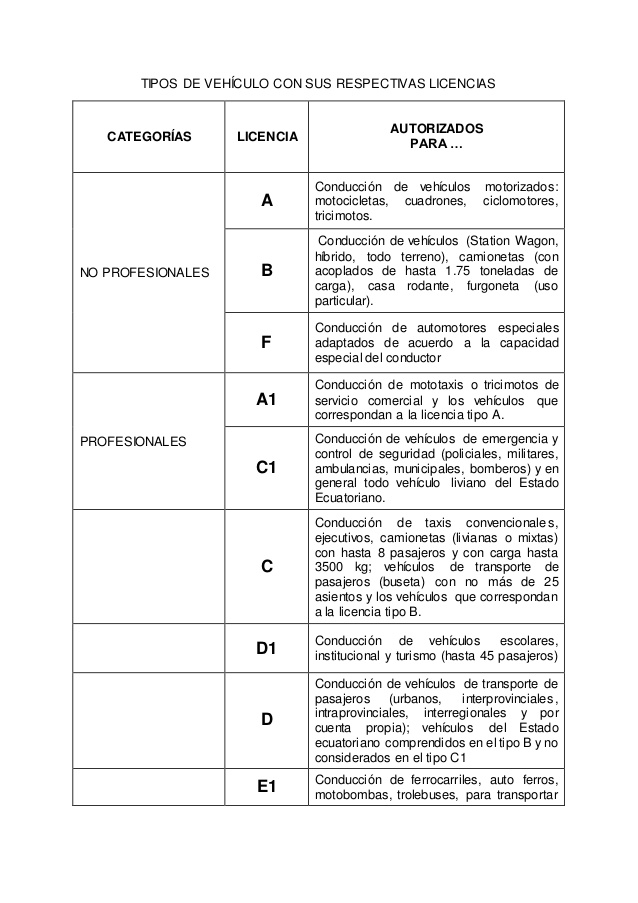 TIPOS DE VEHÍCULO CON SUS RESPECTIVAS LICENCIAS
CATEGORÍAS
LICENCIA
AUTORIZADOS
PARA …
NO PROFESIONALES
A
Conducción de vehículos motorizados:
motocicletas, cuadrones, ciclomotores,
tricimotos.
B
Conducción de vehículos (Station Wagon,
híbrido, todo terreno), camionetas (con
acoplados de hasta 1.75 toneladas de
carga), casa rodante, furgoneta (uso
particular).
F
Conducción de automotores especiales
adaptados de acuerdo a la capacidad
especial del conductor
PROFESIONALES
A1
Conducción de mototaxis o tricimotos de
servicio comercial y los vehículos que
correspondan a la licencia tipo A.
C1
Conducción de vehículos de emergencia y
control de seguridad (policiales, militares,
ambulancias, municipales, bomberos) y en
general todo vehículo liviano del Estado
Ecuatoriano.
C
Conducción de taxis convencionales,
ejecutivos, camionetas (livianas o mixtas)
con hasta 8 pasajeros y con carga hasta
3500 kg; vehículos de transporte de
pasajeros (buseta) con no más de 25
asientos y los vehículos que correspondan
a la licencia tipo B.
D1
Conducción de vehículos escolares,
institucional y turismo (hasta 45 pasajeros)
D
Conducción de vehículos de transporte de
pasajeros (urbanos, interprovinciales,
intraprovinciales, interregionales y por
cuenta propia); vehículos del Estado
ecuatoriano comprendidos en el tipo B y no
considerados en el tipo C1
E1
Conducción de ferrocarriles, auto ferros,
motobombas, trolebuses, para transportar